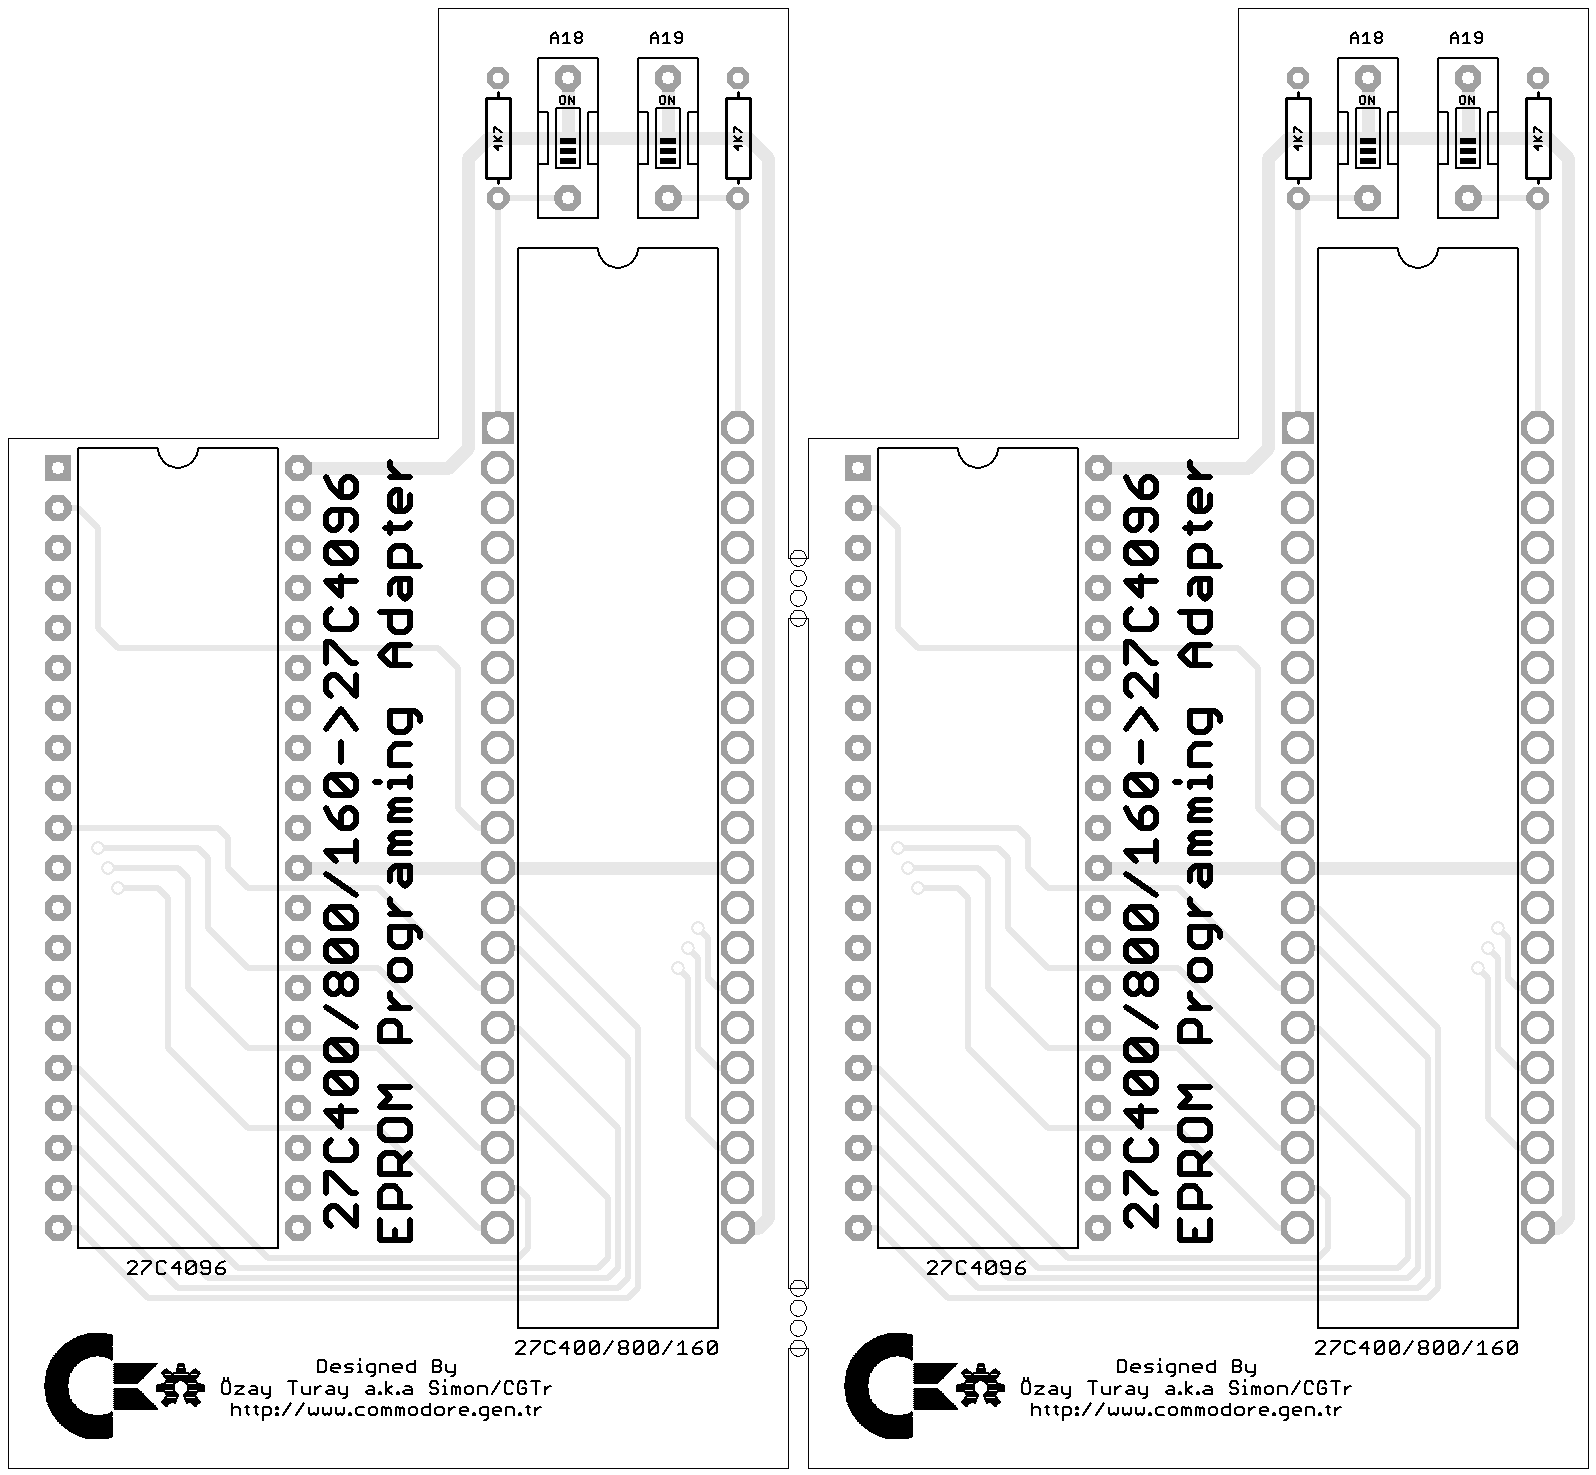 A18 A19
ON ON
4K7 4K7
27C400/800/160->27C4096
EPROM Programming Adapter
27C4096
27C400/800/160
Designed By
Özay Turay a.k.a Simon/CGTr
http://www.commodore.gen.tr
A18 A19
ON ON
4K7 4K7
27C400/800/160->27C4096
EPROM Programming Adapter
27C4096
27C400/800/160
Designed By
Özay Turay a.k.a Simon/CGTr
http://www.commodore.gen.tr